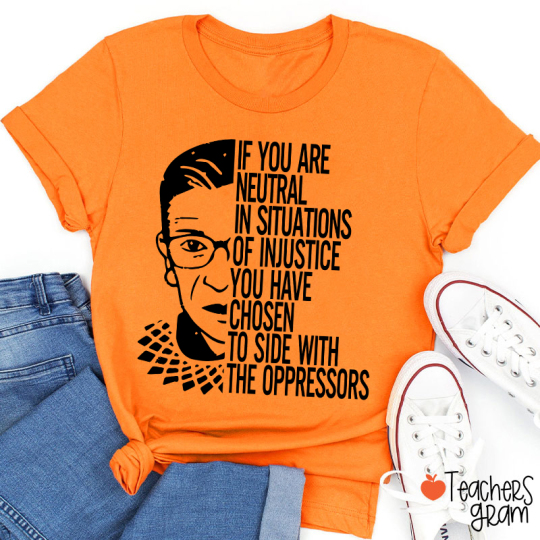 IF YOU ARE
NEUTRAL
IN SITUATIONS
OF INJUSTICE
YOU HAVE
CHOSEN
TO SIDE WITH
THE OPPRESSORS
TEACHERS
gram